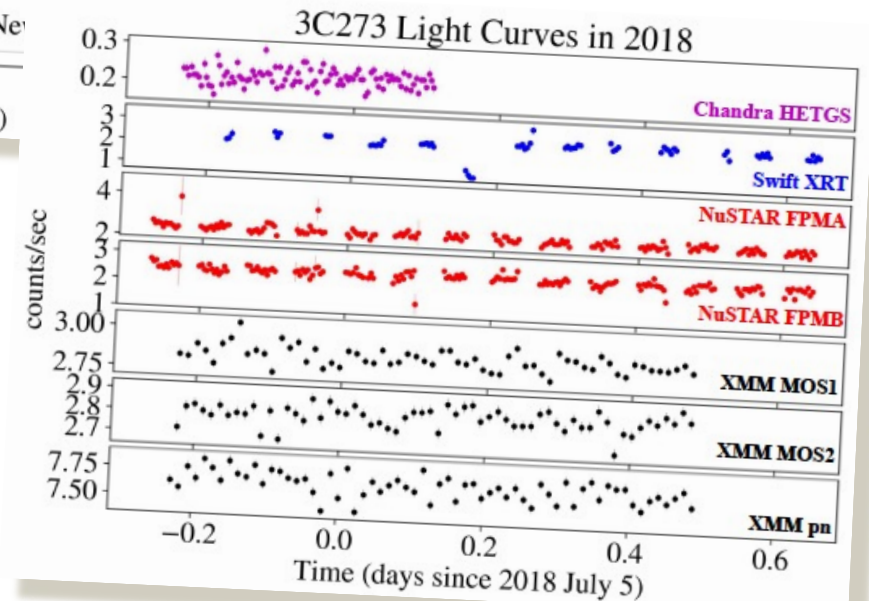 Ne
)
3C273 Light Curves in 2018
counts/sec
0.3
0.2
Chandra HETGS
3
2
1
Swift XRT
4
2
NuSTAR FPMA
3
2
1
NuSTAR FPMB
3.00
2.75
XMM MOS1
2.9
2.8
2.7
XMM MOS2
7.75
7.50
XMM pn
−0.2 0.0 0.2 0.4 0.6
Time (days since 2018 July 5)